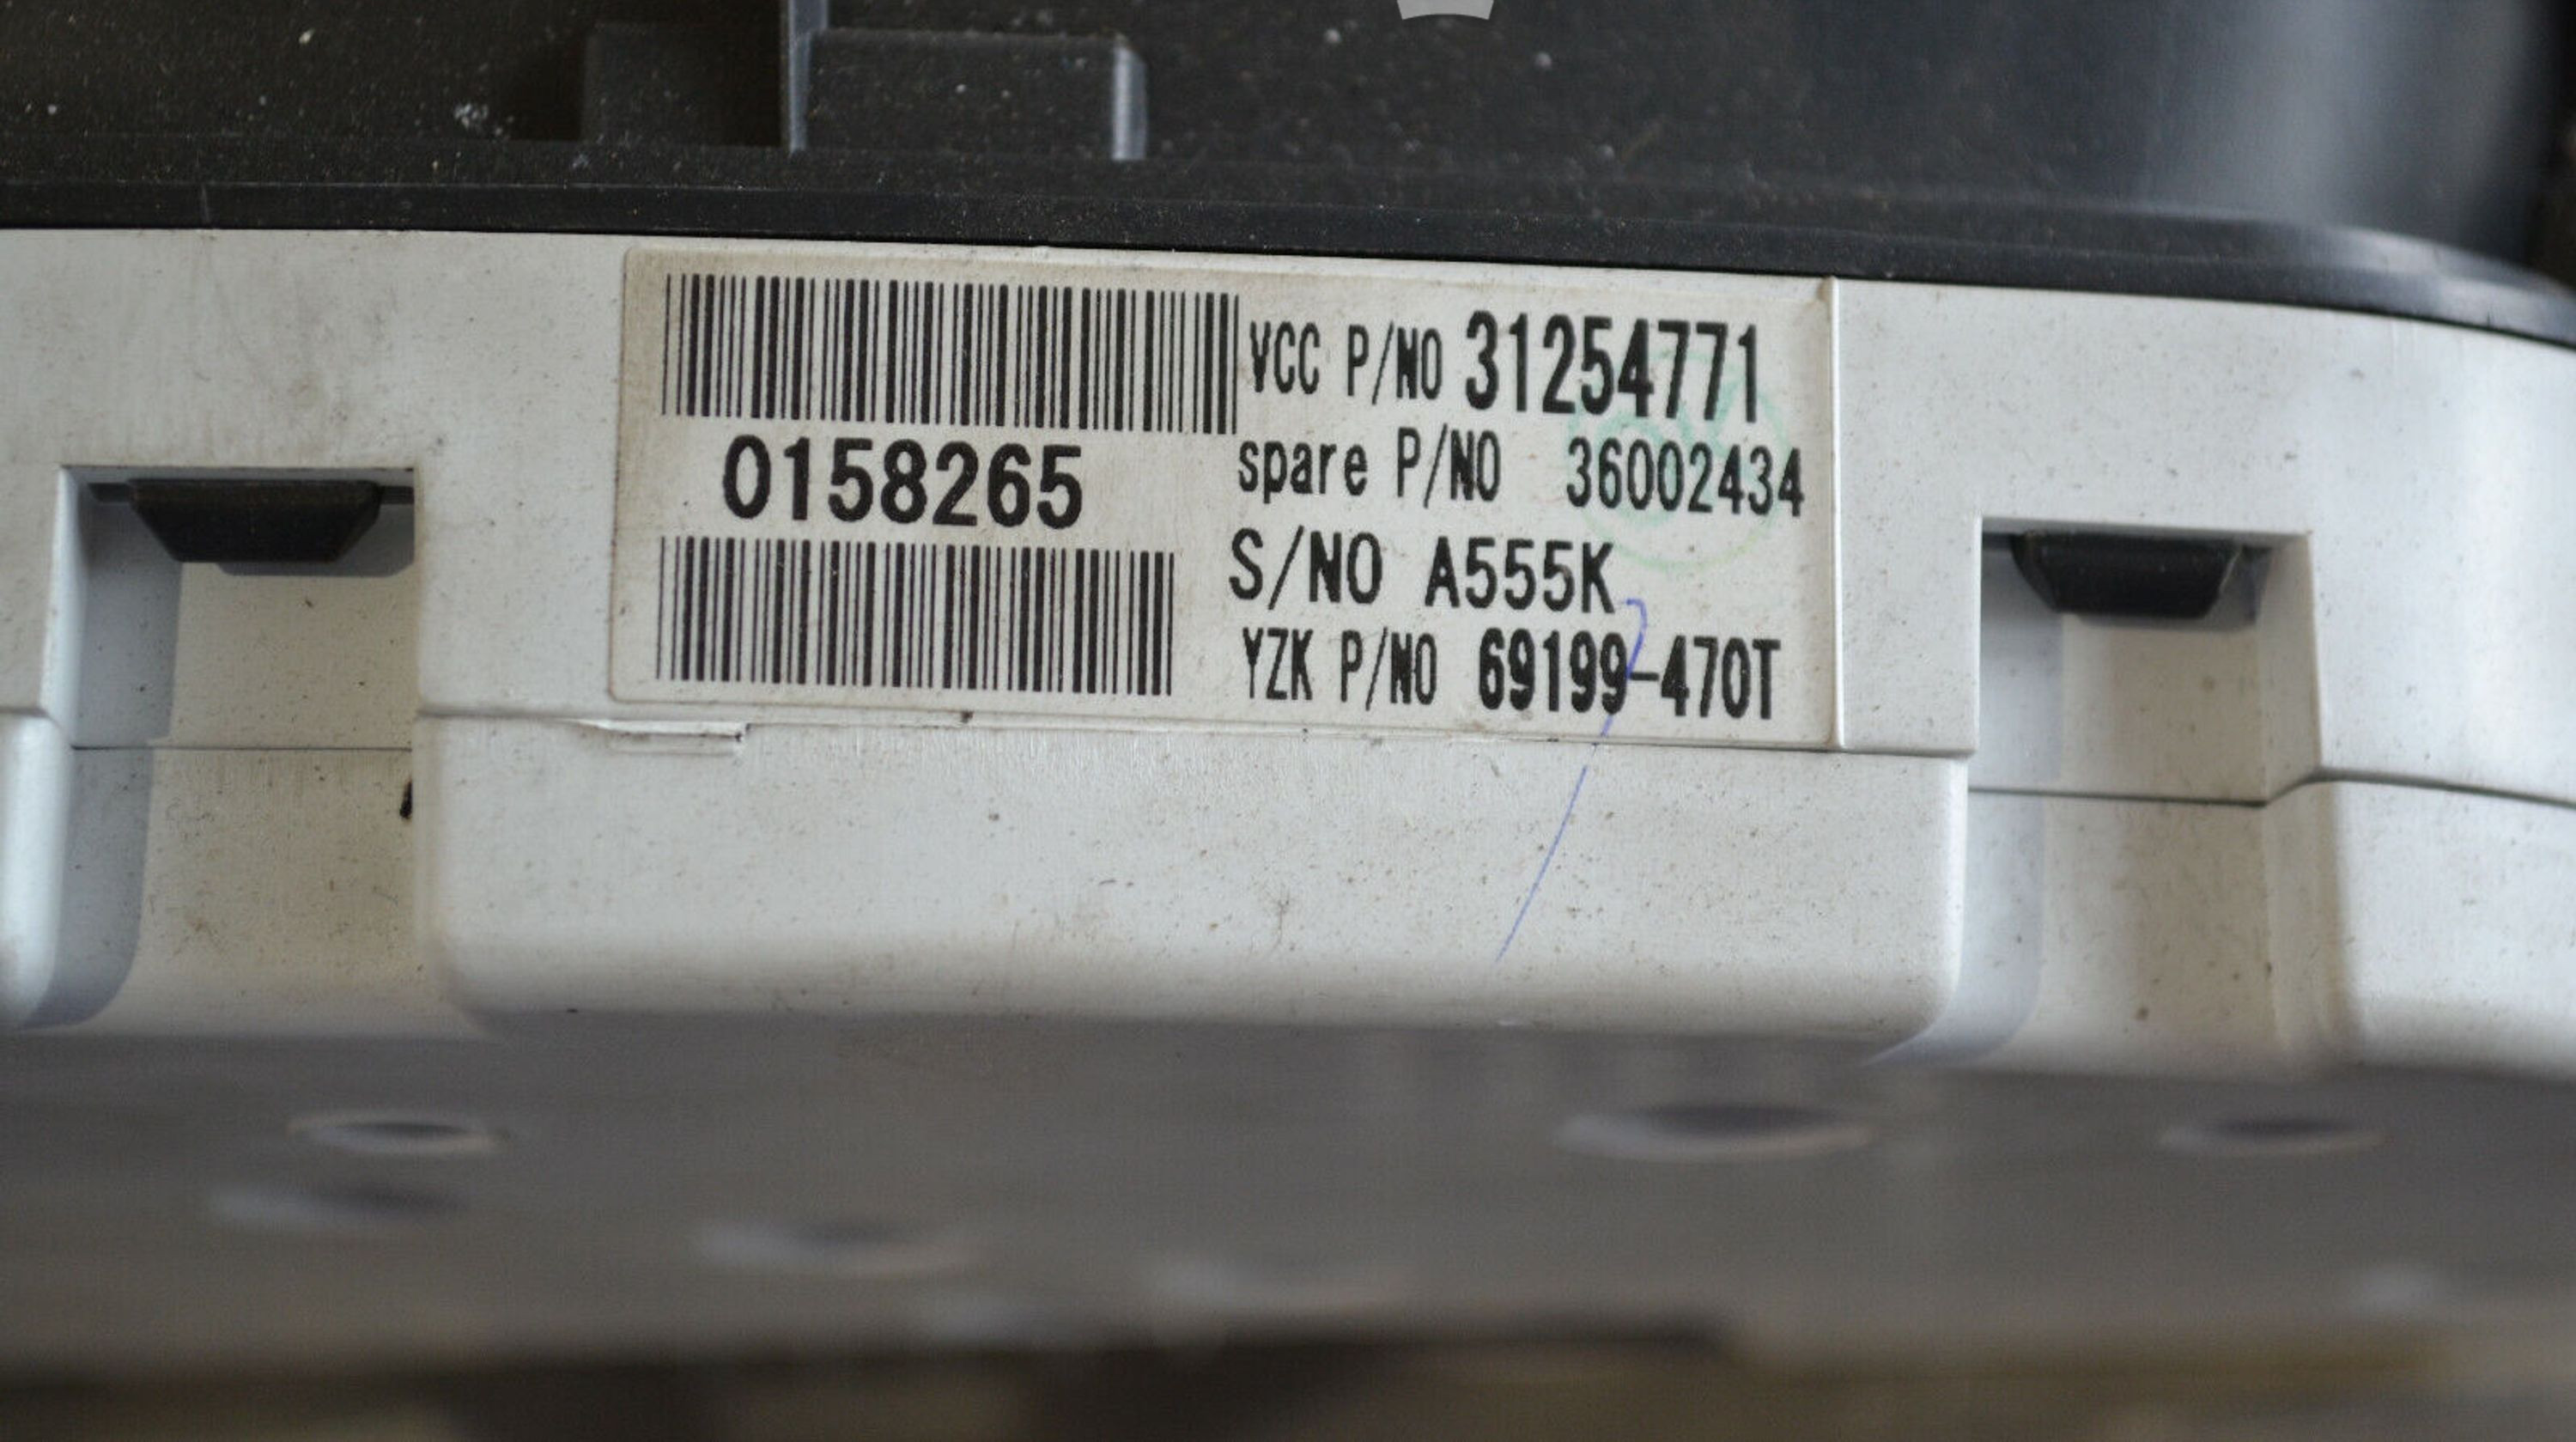 VCC P/NO 31254771
0158265
spare P/NO 36002434
S/NO A555K
YZK P/NO 69199-470T